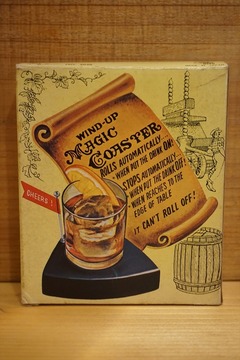 WIND-UP
MAGIC
COASTER
ROLLS AUTOMATICALLY...
- WHEN PUT THE DRINK ON!
STOPS AUTOMATICALLY
- WHEN PUT THE DRINK OFF!
- WHEN REACHES TO THE
EDGE OF TABLE
IT CAN'T ROLL OFF!
CHEERS!